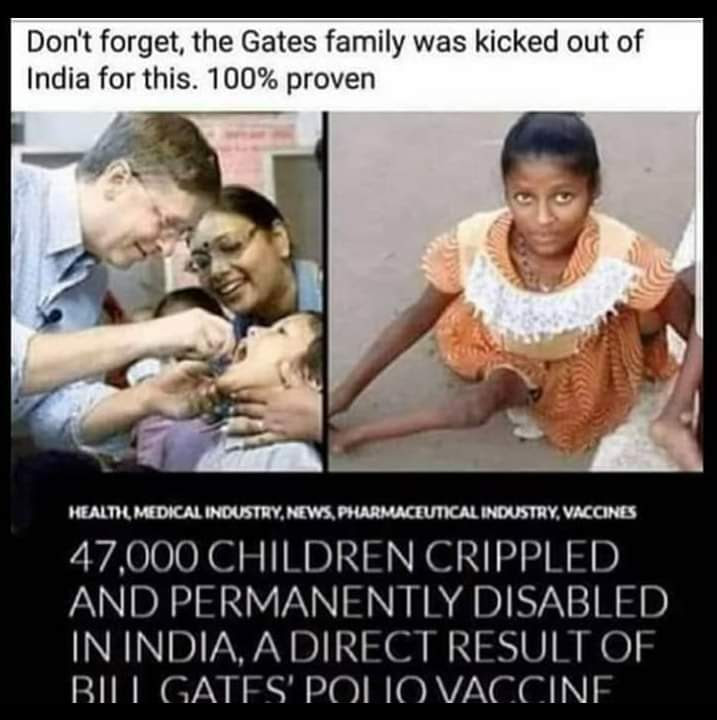 Don't forget, the Gates family was kicked out of
India for this. 100% proven
HEALTH, MEDICAL INDUSTRY, NEWS, PHARMACEUTICAL INDUSTRY, VACCINES
47,000 CHILDREN CRIPPLED
AND PERMANENTLY DISABLED
IN INDIA, A DIRECT RESULT OF
BILL GATES' POLIO VACCINE